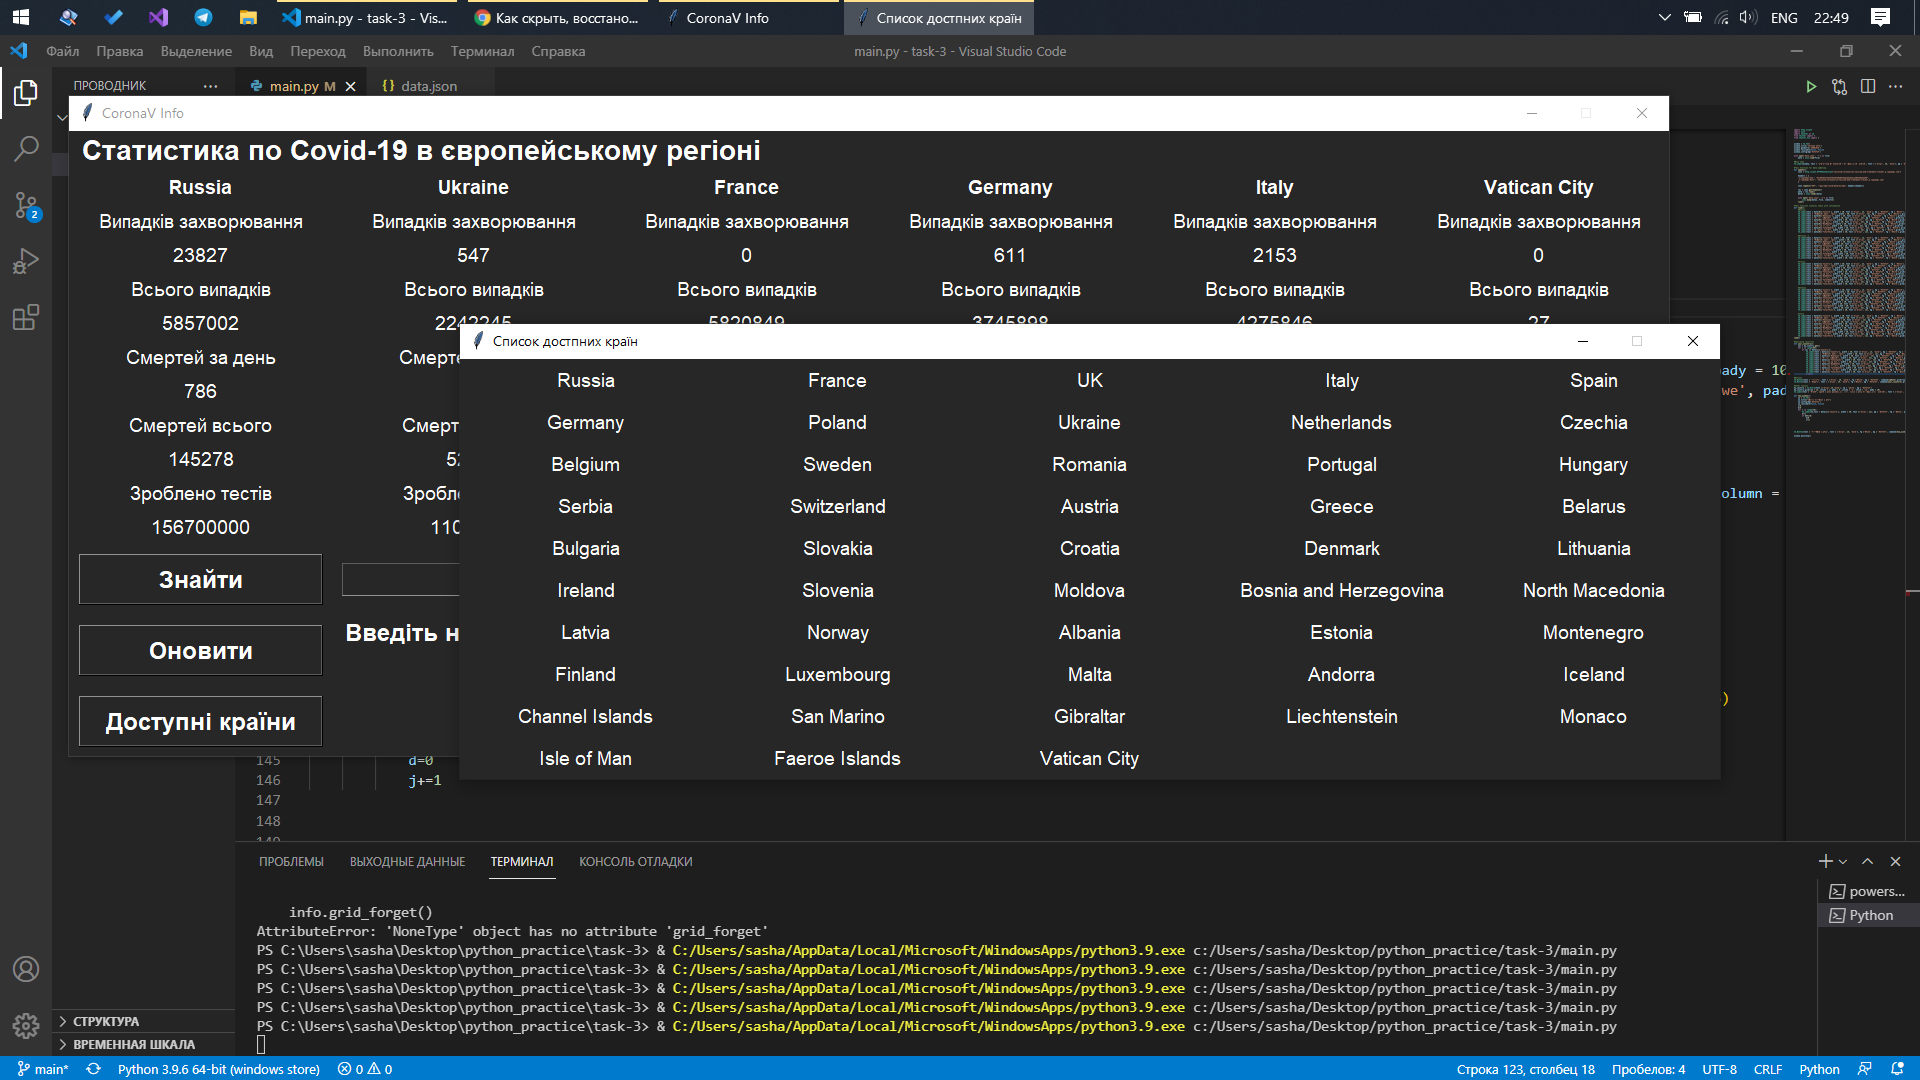 main.py - task-3 - Vis...
Как скрыть, восстано...
CoronaV Info
Список достпних країн
ENG
22:49
Файл Правка Выделение Вид Переход Выполнить Терминал Справка
main.py - task-3 - Visual Studio Code
ПРОВОДНИК
main.py M
{} data.json
CoronaV Info
Статистика по Covid-19 в європейському регіоні
Russia Ukraine France Germany Italy Vatican City
Випадків захворювання Випадків захворювання Випадків захворювання Випадків захворювання Випадків захворювання Випадків захворювання
23827 547 0 611 2153 0
Всього випадків Всього випадків Всього випадків Всього випадків Всього випадків Всього випадків
5857002 2242245 5820849 3745898 4275846 27
Смертей за день Смерте
786
Смертей всього Смерт
145278 52
Зроблено тестів Зробле
156700000 110
Знайти
Введіть н
Оновити
Доступні країни
Список достпних країн
Russia France UK Italy Spain
Germany Poland Ukraine Netherlands Czechia
Belgium Sweden Romania Portugal Hungary
Serbia Switzerland Austria Greece Belarus
Bulgaria Slovakia Croatia Denmark Lithuania
Ireland Slovenia Moldova Bosnia and Herzegovina North Macedonia
Latvia Norway Albania Estonia Montenegro
Finland Luxembourg Malta Andorra Iceland
Channel Islands San Marino Gibraltar Liechtenstein Monaco
Isle of Man Faeroe Islands Vatican City
ady = 10
we', pad
olumn =
)
145 d=0
146 j+=1
147
148
ПРОБЛЕМЫ ВЫХОДНЫЕ ДАННЫЕ ТЕРМИНАЛ КОНСОЛЬ ОТЛАДКИ
powers...
Python
info.grid_forget()
AttributeError: 'NoneType' object has no attribute 'grid_forget'
PS C:\Users\sasha\Desktop\python_practice\task-3> & C:/Users/sasha/AppData/Local/Microsoft/WindowsApps/python3.9.exe c:/Users/sasha/Desktop/python_practice/task-3/main.py
PS C:\Users\sasha\Desktop\python_practice\task-3> & C:/Users/sasha/AppData/Local/Microsoft/WindowsApps/python3.9.exe c:/Users/sasha/Desktop/python_practice/task-3/main.py
PS C:\Users\sasha\Desktop\python_practice\task-3> & C:/Users/sasha/AppData/Local/Microsoft/WindowsApps/python3.9.exe c:/Users/sasha/Desktop/python_practice/task-3/main.py
PS C:\Users\sasha\Desktop\python_practice\task-3> & C:/Users/sasha/AppData/Local/Microsoft/WindowsApps/python3.9.exe c:/Users/sasha/Desktop/python_practice/task-3/main.py
PS C:\Users\sasha\Desktop\python_practice\task-3> & C:/Users/sasha/AppData/Local/Microsoft/WindowsApps/python3.9.exe c:/Users/sasha/Desktop/python_practice/task-3/main.py
СТРУКТУРА
ВРЕМЕННАЯ ШКАЛА
2
main* Python 3.9.6 64-bit (windows store) 0 0
Строка 123, столбец 18 Пробелов: 4 UTF-8 CRLF Python